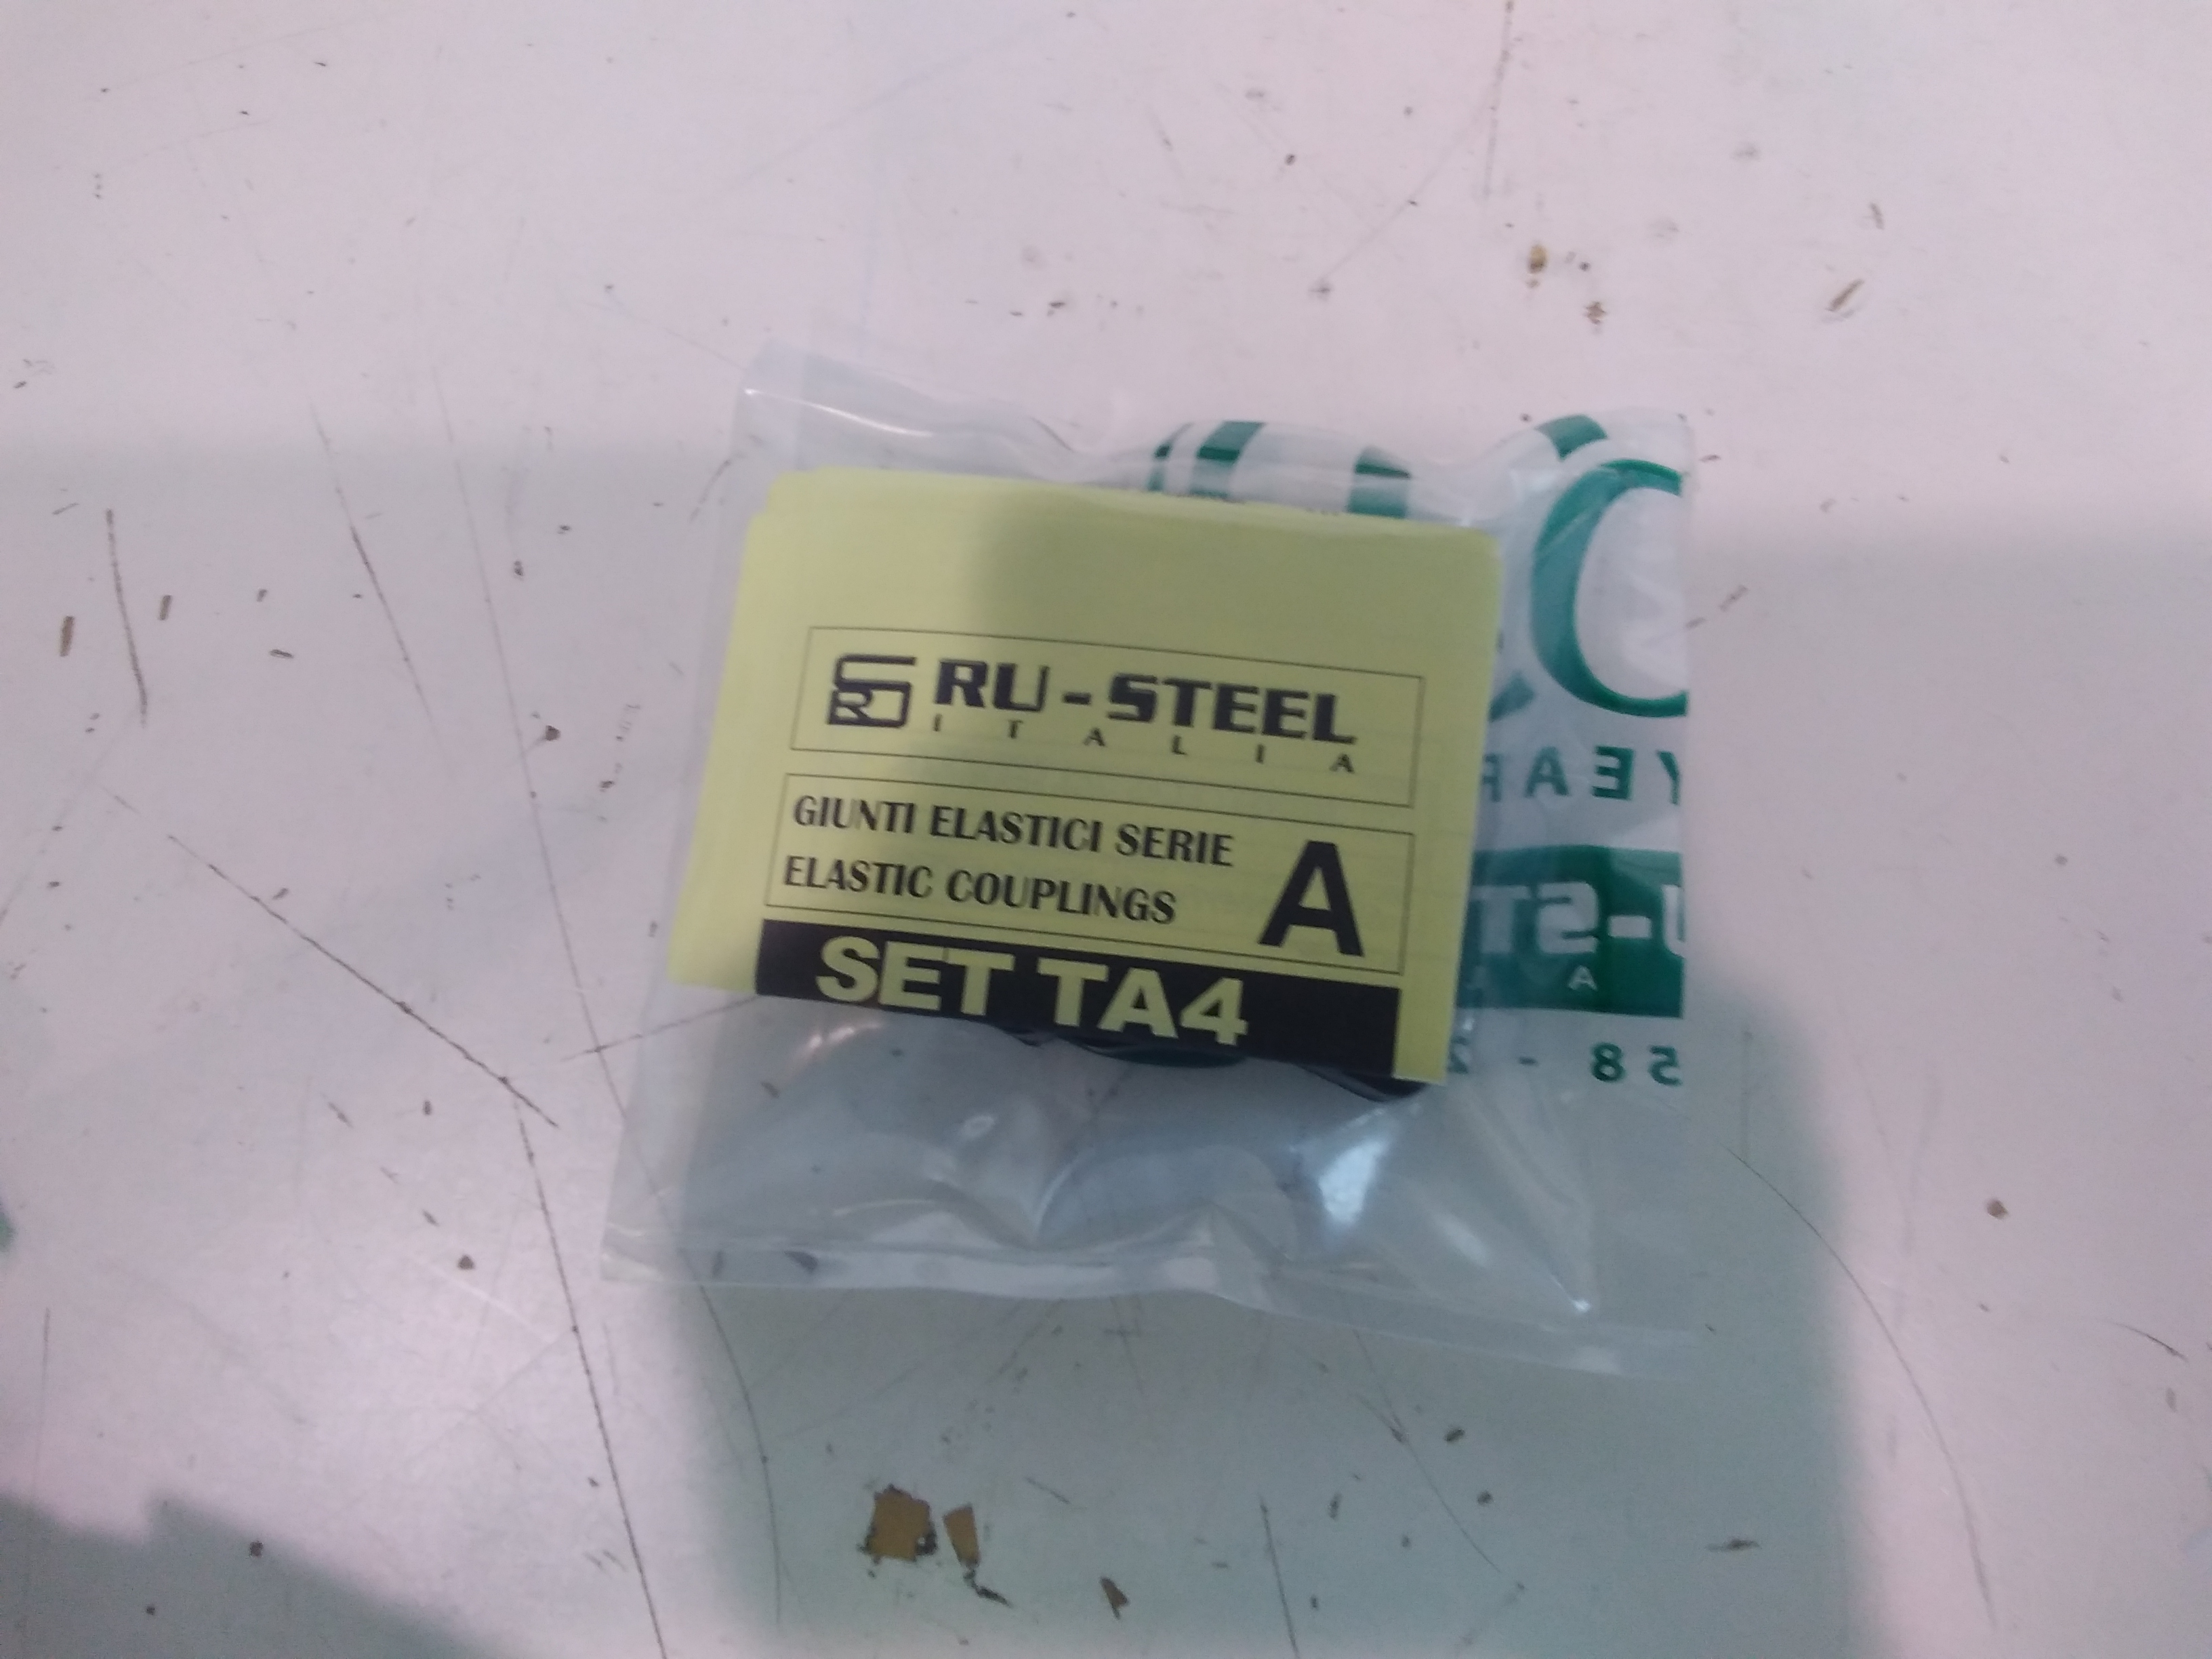 RU-STEEL
ITALIA
GIUNTI ELASTICI SERIE
ELASTIC COUPLINGS
A
SET TA4